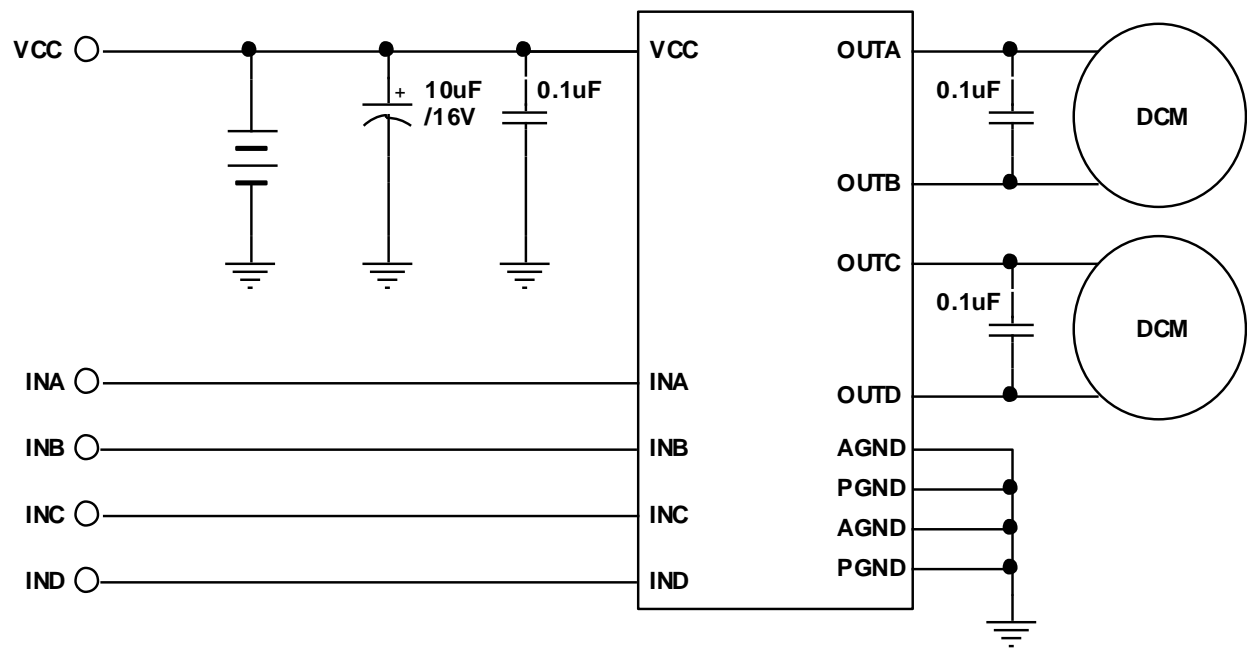 VCC
10uF
/16V
+
0.1uF
VCC
OUTA
0.1uF
DCM
OUTB
OUTC
0.1uF
DCM
INA
INA
OUTD
INB
INB
AGND
PGND
INC
INC
AGND
PGND
IND
IND